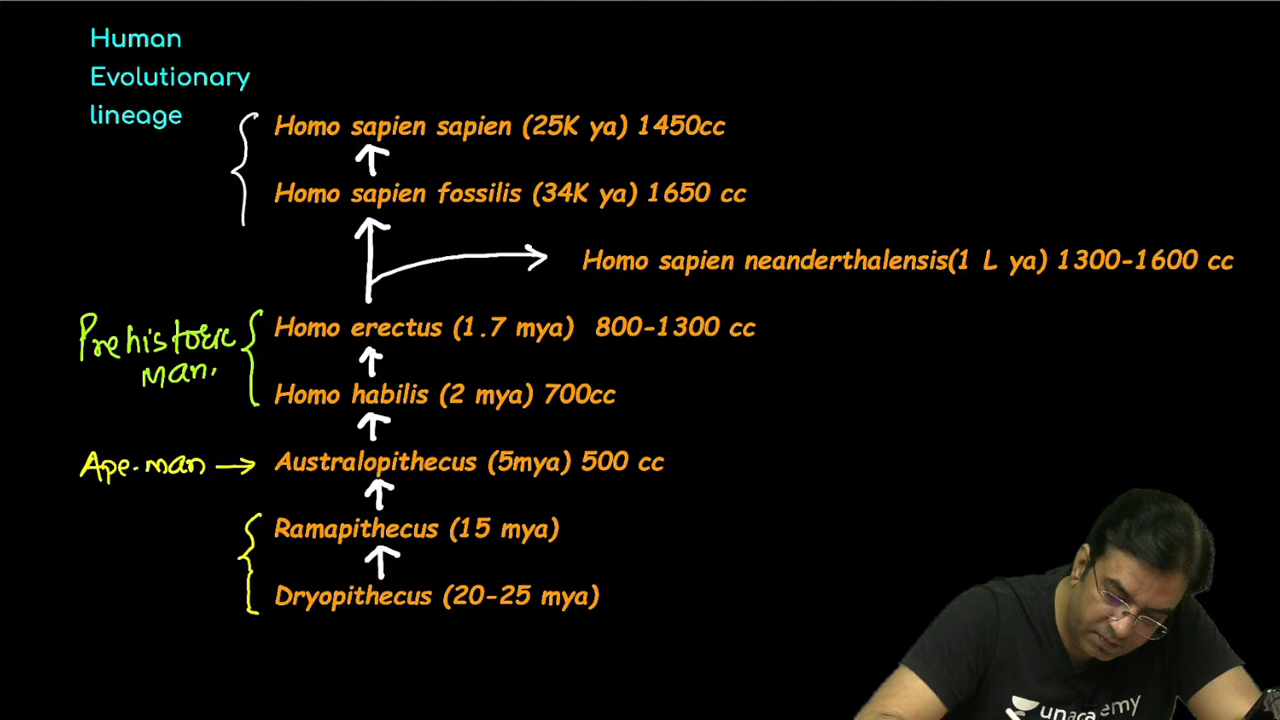 Human
Evolutionary
lineage
Homo sapien sapien (25K ya) 1450cc
Homo sapien fossilis (34K ya) 1650 cc
Homo sapien neanderthalensis(1 L ya) 1300-1600 cc
Prehistoric
man.
Homo erectus (1.7 mya) 800-1300 cc
Homo habilis (2 mya) 700cc
Ape-man → Australopithecus (5mya) 500 cc
Ramapithecus (15 mya)
Dryopithecus (20-25 mya)
unacademy